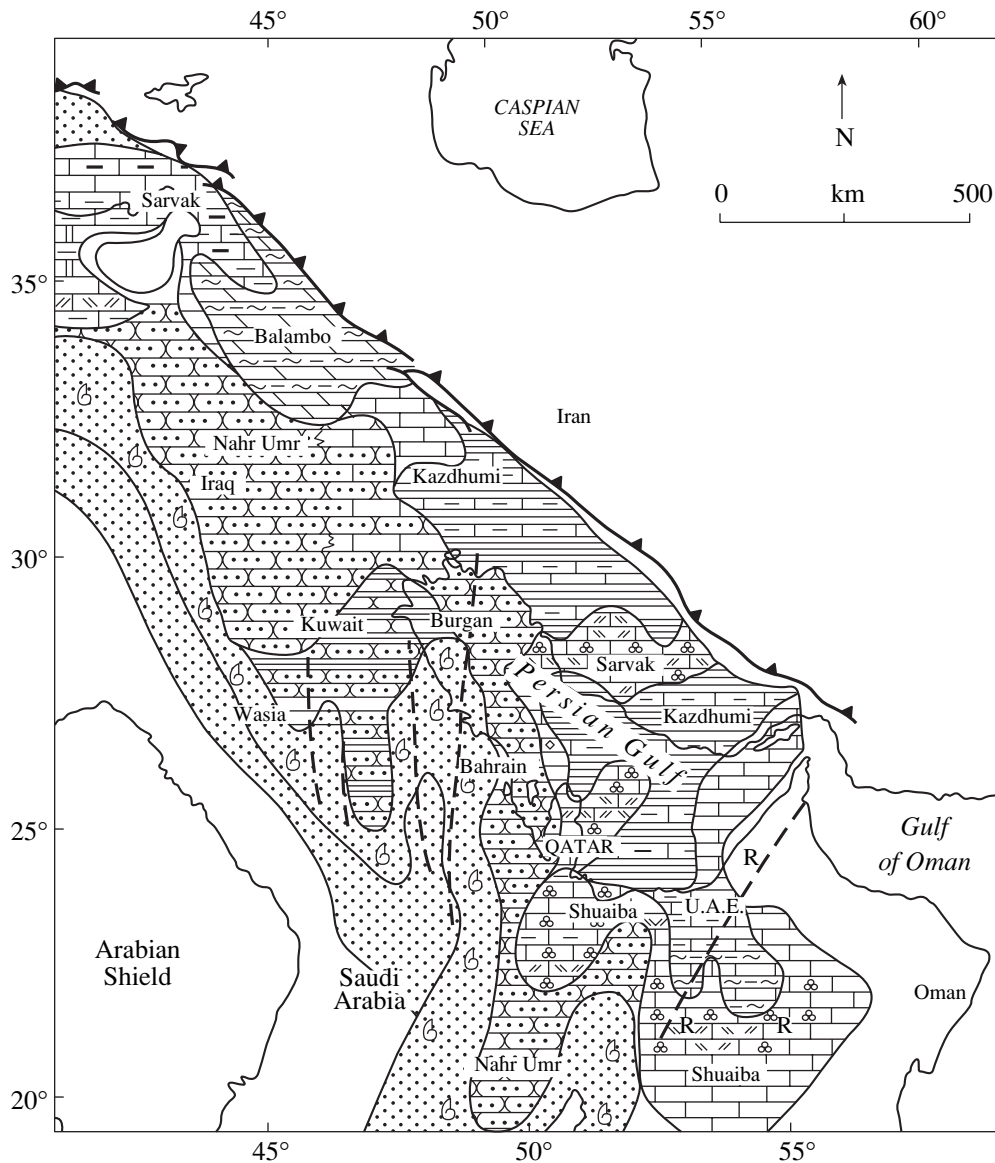 45° 50° 55° 60°
CASPIAN
SEA
N
0 km 500
Sarvak
35°
Balambo
Iran
Nahr Umr
Kazdhumi
Iraq
30°
Kuwait
Burgan
Sarvak
Persian Gulf
Wasia
Kazdhumi
Bahrain
25°
QATAR
Gulf
of Oman
R
Shuaiba
U.A.E.
Arabian
Shield
Saudi
Arabia
Oman
R R
Nahr Umr
Shuaiba
20°
45° 50° 55°